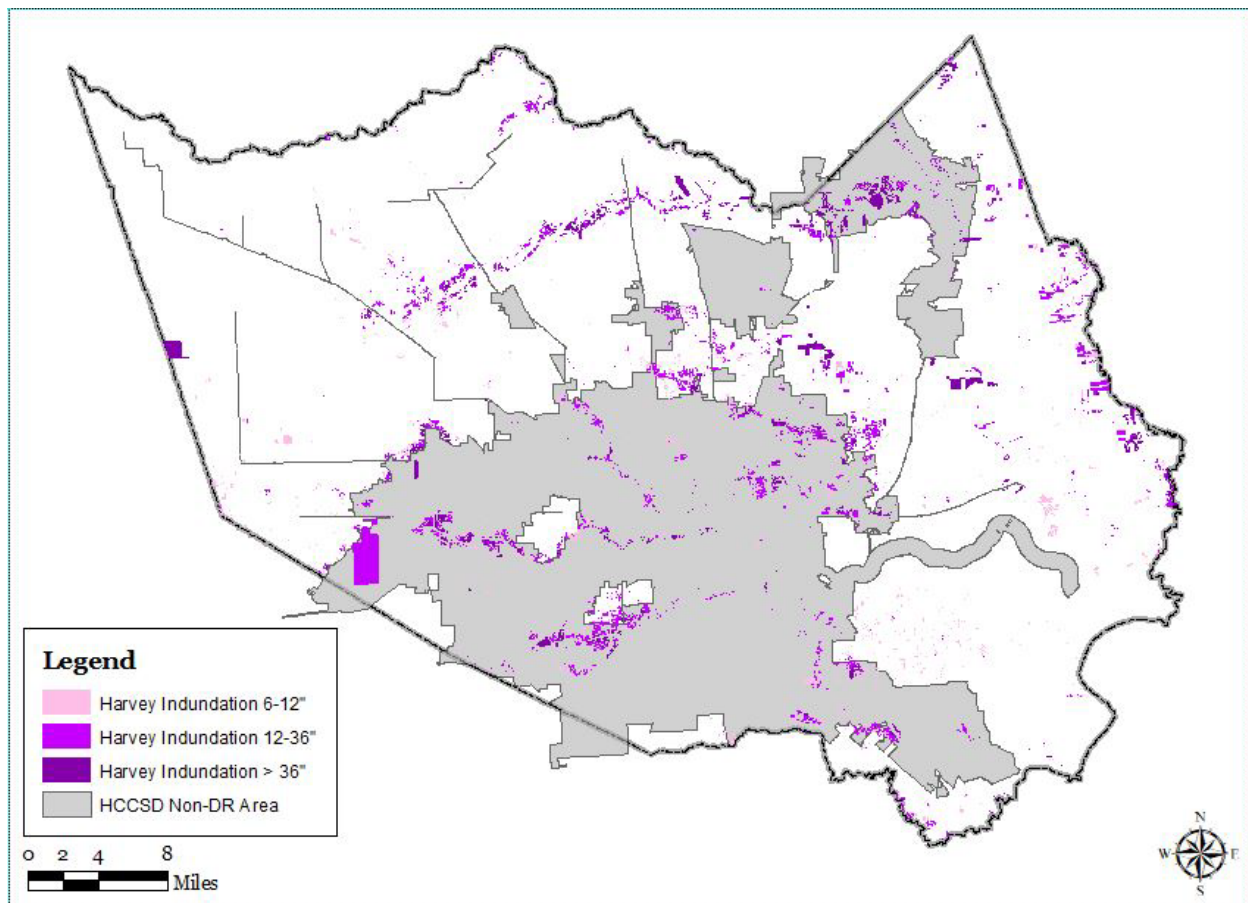 Legend
Harvey Indundation 6-12"
Harvey Indundation 12-36"
Harvey Indundation > 36"
HCCSD Non-DR Area
0 2 4 8
Miles
N
W E
S